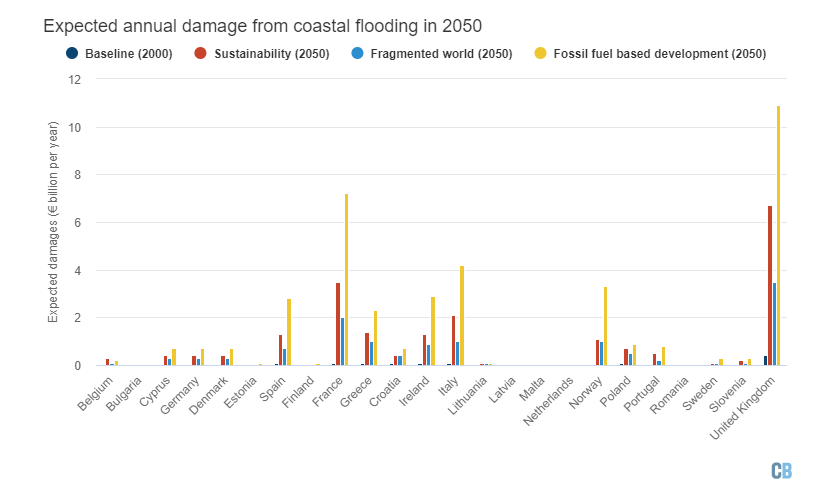 Expected annual damage from coastal flooding in 2050
Baseline (2000) Sustainability (2050) Fragmented world (2050) Fossil fuel based development (2050)
Expected damages (€ billion per year)
12
10
8
6
4
2
0
Belgium
Bulgaria
Cyprus
Germany
Denmark
Estonia
Spain
Finland
France
Greece
Croatia
Ireland
Italy
Lithuania
Latvia
Malta
Netherlands
Norway
Poland
Portugal
Romania
Sweden
Slovenia
United Kingdom
CB